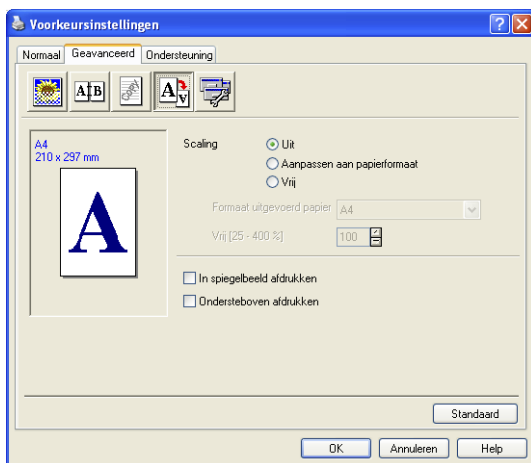 Voorkeursinstellingen
Normaal Geavanceerd Ondersteuning
A B A V
A4
210 x 297 mm
A
Scaling Uit
Aanpassen aan papierformaat
Vrij
Formaat uitgevoerd papier A4
Vrij [25 - 400 %] 100
In spiegelbeeld afdrukken
Ondersteboven afdrukken
Standaard
OK Annuleren Help